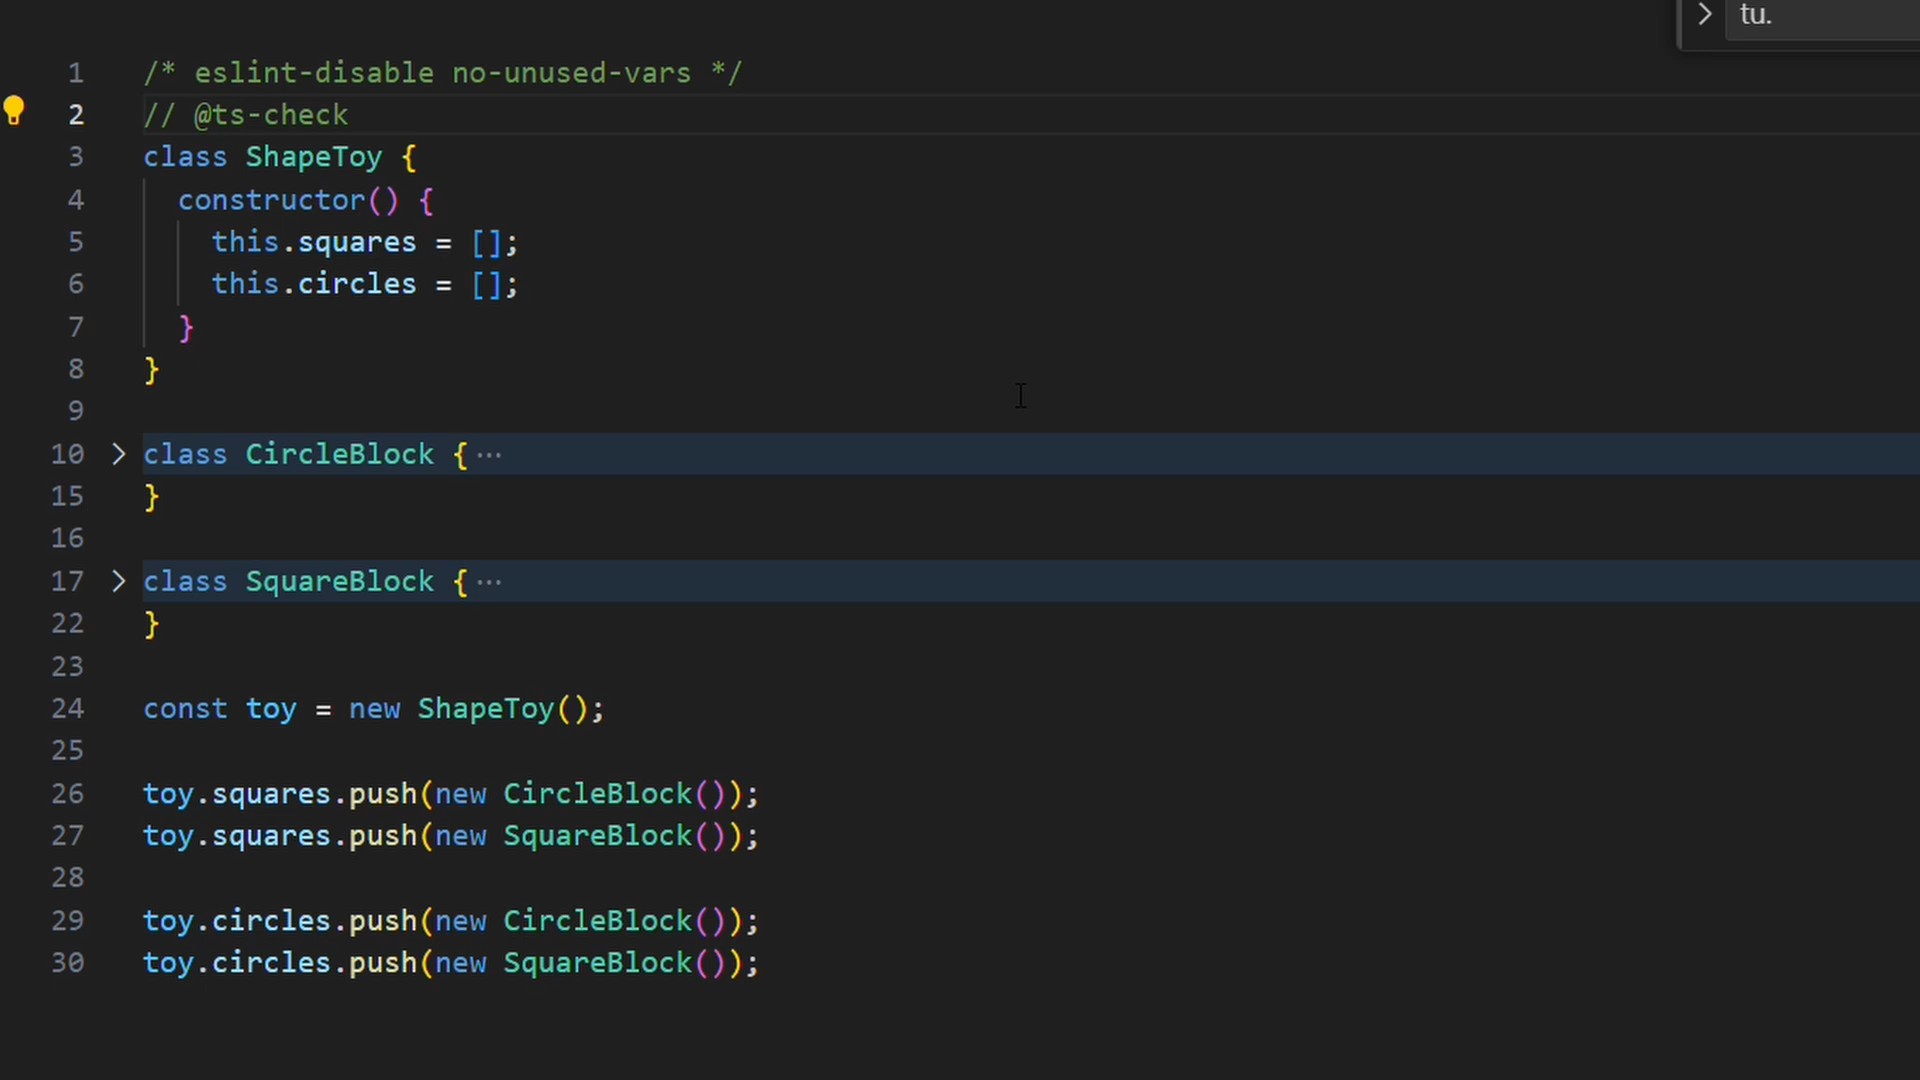 tu.
1 /* eslint-disable no-unused-vars */
2 // @ts-check
3 class ShapeToy {
4 constructor() {
5 this.squares = [];
6 this.circles = [];
7 }
8 }
9
10 class CircleBlock { ···
15 }
16
17 class SquareBlock { ···
22 }
23
24 const toy = new ShapeToy();
25
26 toy.squares.push(new CircleBlock());
27 toy.squares.push(new SquareBlock());
28
29 toy.circles.push(new CircleBlock());
30 toy.circles.push(new SquareBlock());